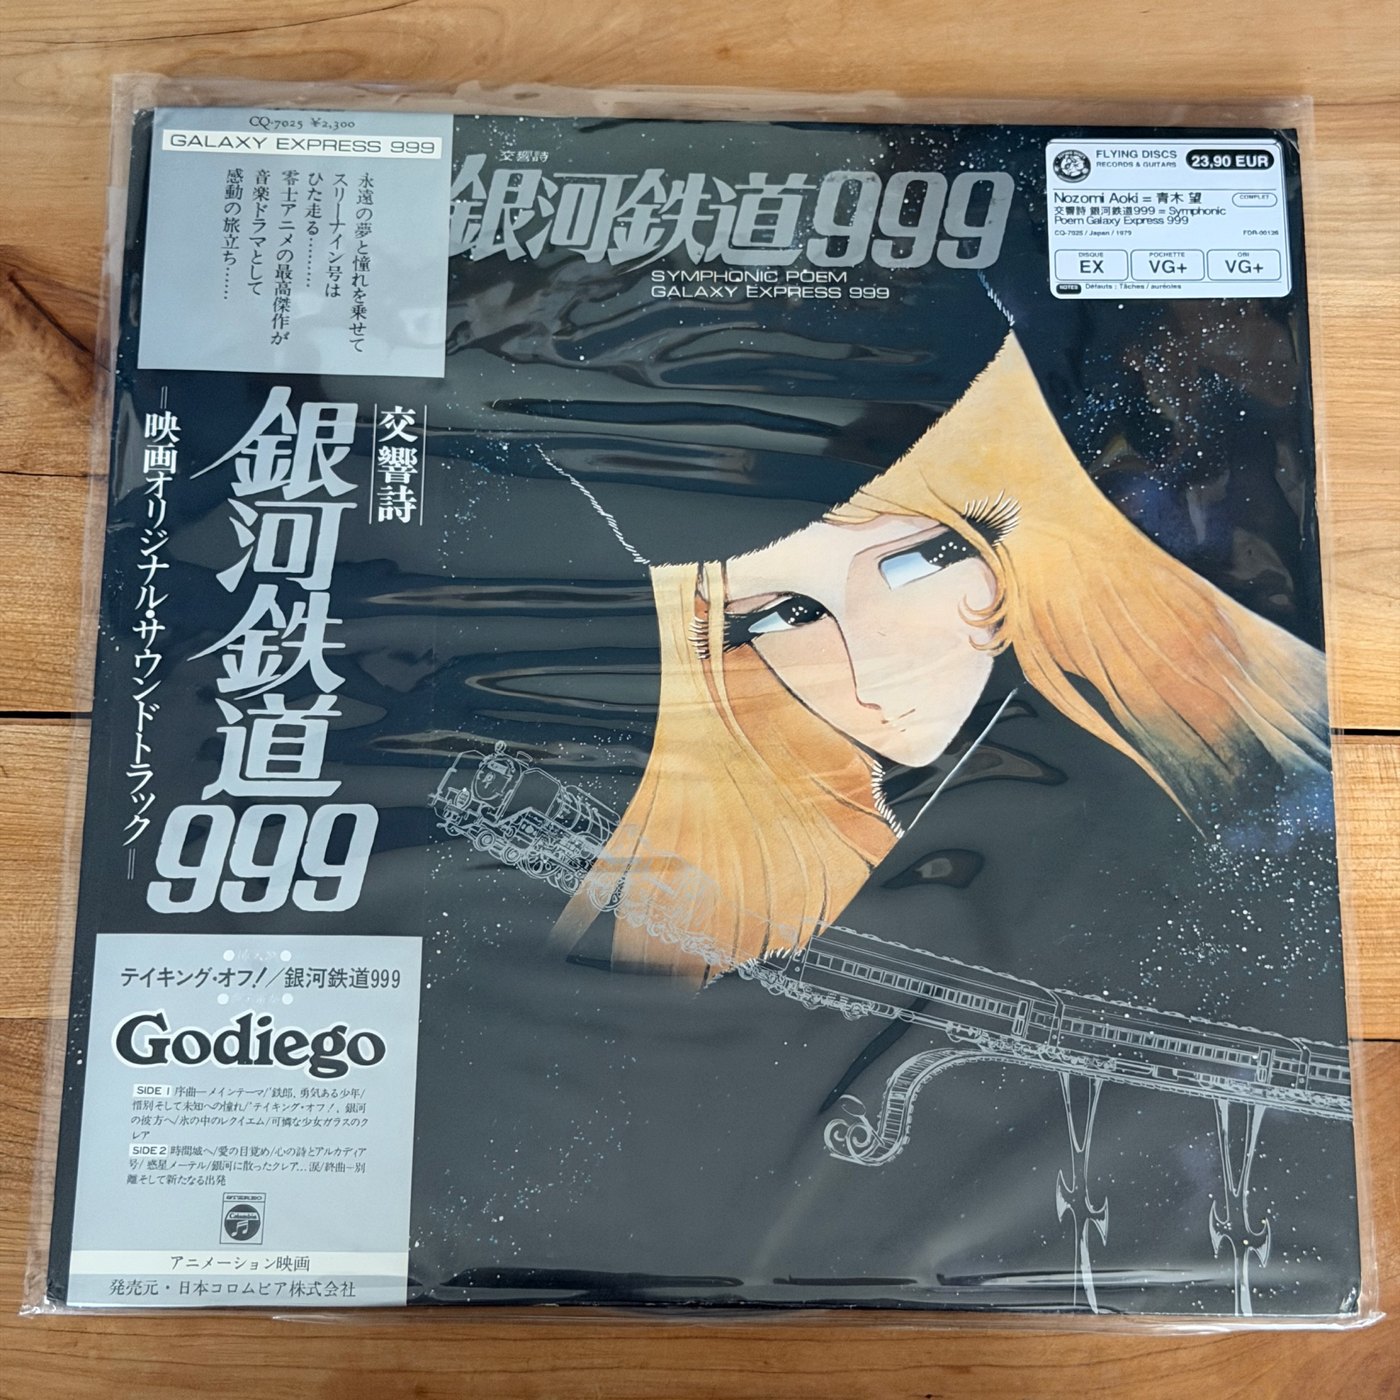 CQ-7025 ¥2,300
GALAXY EXPRESS 999
永遠の夢と憧れを乗せて
スリーナイン号は
ひた走る…………
零士アニメの最高傑作が
音楽ドラマとして
感動の旅立ち……
交響詩
銀河鉄道999
SYMPHONIC POEM
GALAXY EXPRESS 999
FLYING DISCS
RECORDS & GUITARS
23,90 EUR
Nozomi Aoki = 青木 望
COMPLET
交響詩 銀河鉄道999 = Symphonic
Poem Galaxy Express 999
CQ-7025 / Japan / 1979
FDR-00126
DISQUE
EX
POCHETTE
VG+
OBI
VG+
NOTES
Défauts : Tâches / auréoles
交響詩
銀河鉄道999
=映画オリジナル・サウンドトラック=
テイキング・オフ!/銀河鉄道999
Godiego
SIDE 1 序曲—メインテーマ/鉄郎、勇気ある少年/
惜別そして未知への憧れ/テイキング・オフ!、銀河
の彼方へ/氷の中のレクイエム/可憐な少女ガラスのク
レア
SIDE 2 時間城へ/愛の目覚め/心の詩とアルカディア
号/惑星メーテル/銀河に散ったクレア…涙/終曲—別
離そして新たなる出発
STEREO
アニメーション映画
発売元・日本コロムビア株式会社